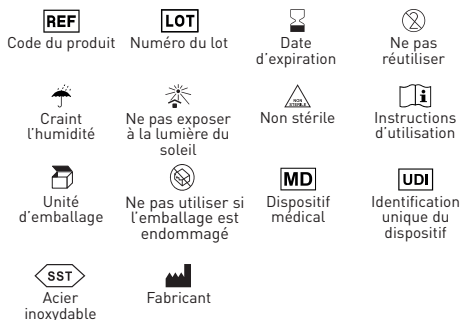 REF
Code du produit
LOT
Numéro du lot
Date
d'expiration
2
Ne pas
réutiliser
Craint
l'humidité
Ne pas exposer
à la lumière du
soleil
NON
STERILE
Non stérile
i
Instructions
d'utilisation
Unité
d'emballage
Ne pas utiliser si
l'emballage est
endommagé
MD
Dispositif
médical
UDI
Identification
unique du
dispositif
SST
Acier
inoxydable
Fabricant